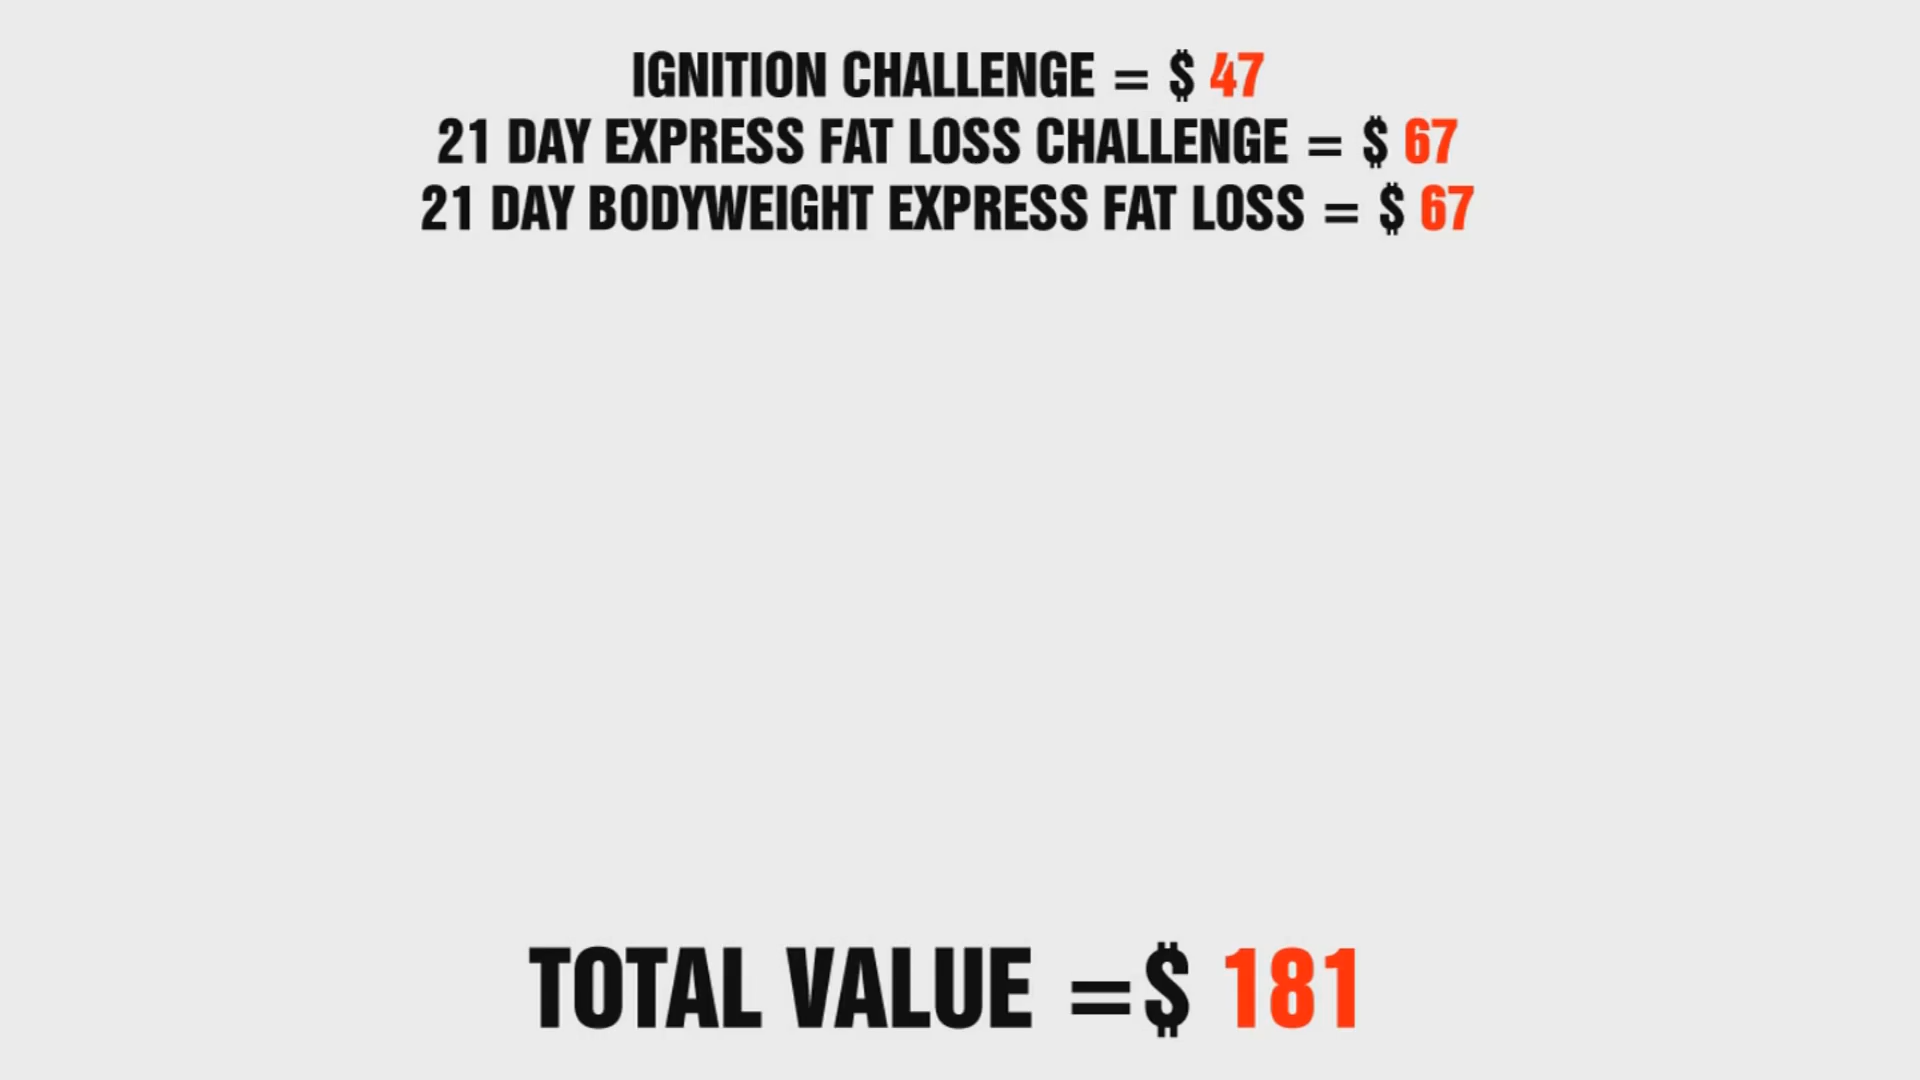 IGNITION CHALLENGE = $ 47
21 DAY EXPRESS FAT LOSS CHALLENGE = $ 67
21 DAY BODYWEIGHT EXPRESS FAT LOSS = $ 67
TOTAL VALUE =$ 181